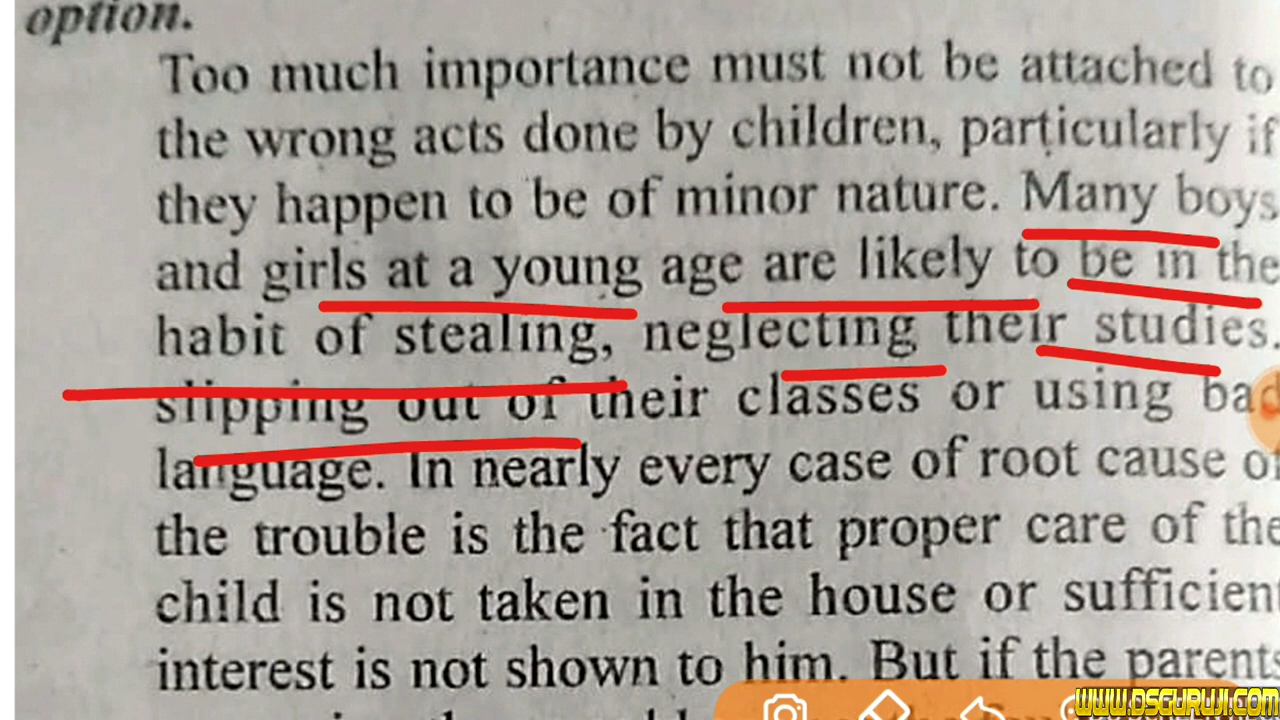 option.
Too much importance must not be attached to
the wrong acts done by children, particularly if
they happen to be of minor nature. Many boys
and girls at a young age are likely to be in the
habit of stealing, neglecting their studies.
slipping out of their classes or using bad
language. In nearly every case of root cause of
the trouble is the fact that proper care of the
child is not taken in the house or sufficient
interest is not shown to him. But if the parents
WWW.DSGURUJI.COM